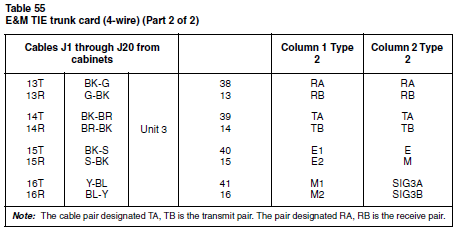 Table 55
E&M TIE trunk card (4-wire) (Part 2 of 2)
Cables J1 through J20 from cabinets Column 1 Type 2 Column 2 Type 2
13T BK-G 38 RA RA
13R G-BK 13 RB RB
14T BK-BR 39 TA TA
14R BR-BK Unit 3 14 TB TB
15T BK-S 40 E1 E
15R S-BK 15 E2 M
16T Y-BL 41 M1 SIG3A
16R BL-Y 16 M2 SIG3B
Note: The cable pair designated TA, TB is the transmit pair. The pair designated RA, RB is the receive pair.